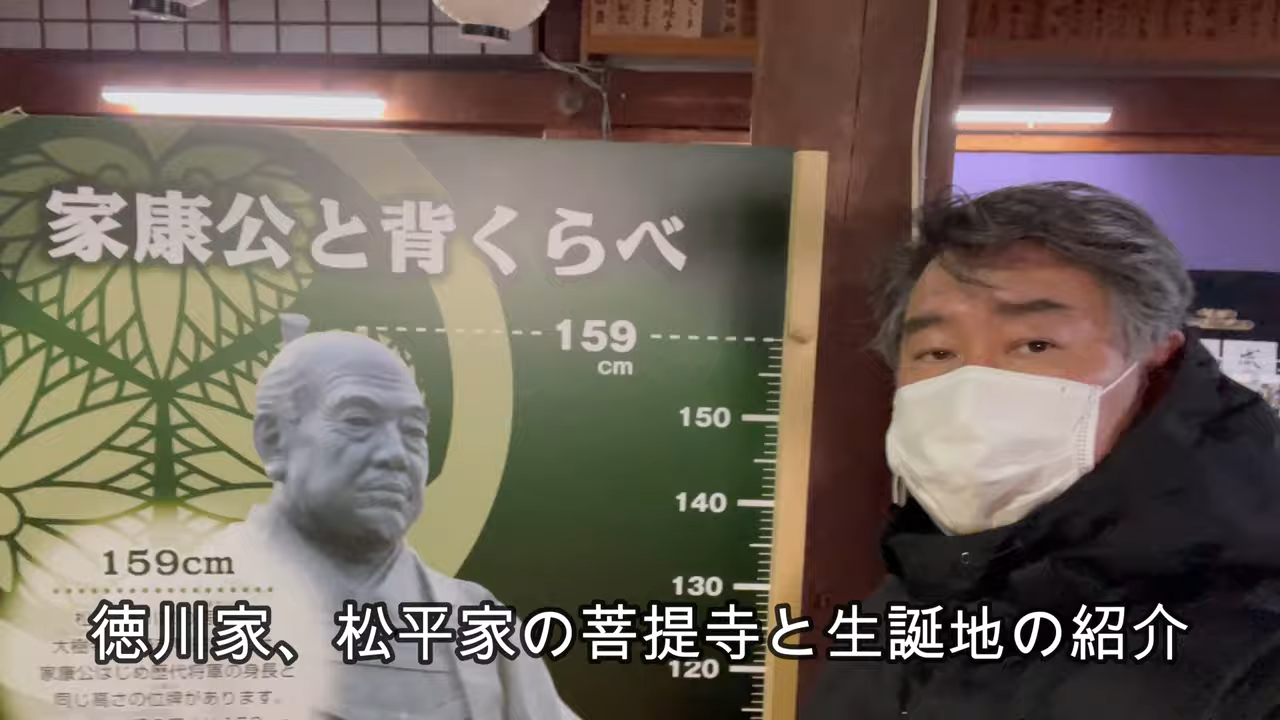 家康公と背くらべ
159
cm
150
140
130
120
159cm
家康公はじめ歴代将軍の身長と
同じ高さの位牌があります。
徳川家、松平家の菩提寺と生誕地の紹介